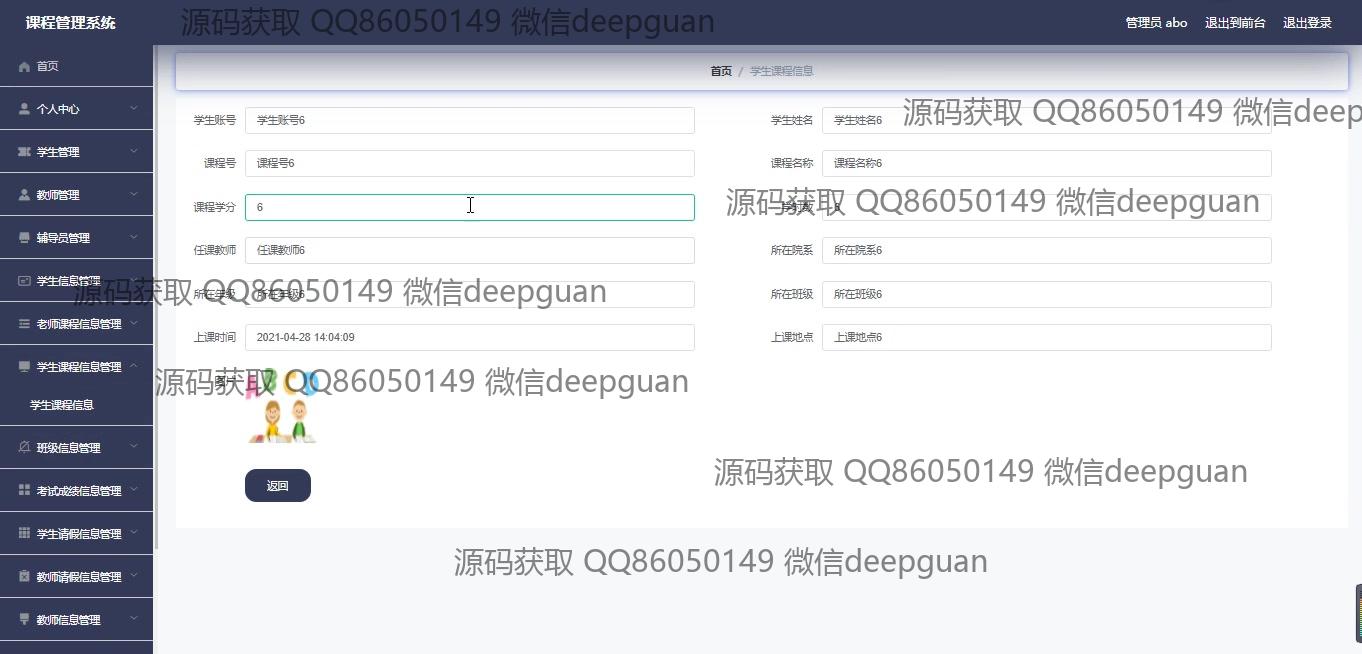 课程管理系统
源码获取 QQ86050149 微信deepguan
管理员 abo 退出到前台 退出登录
首页
个人中心
学生管理
教师管理
辅导员管理
学生信息管理
老师课程信息管理
学生课程信息管理
学生课程信息
班级信息管理
考试成绩信息管理
学生请假信息管理
教师请假信息管理
教师信息管理
首页 / 学生课程信息
源码获取 QQ86050149 微信deep
学生账号 学生账号6 学生姓名 学生姓名6
课程号 课程号6 课程名称 课程名称6
源码获取 QQ86050149 微信deepguan
课程学分 6
任课教师 任课教师6 所在院系 所在院系6
源码获取 QQ86050149 微信deepguan
所在年级 所在年级6 所在班级 所在班级6
上课时间 2021-04-28 14:04:09 上课地点 上课地点6
源码获取 QQ86050149 微信deepguan
图片
源码获取 QQ86050149 微信deepguan
返回
源码获取 QQ86050149 微信deepguan